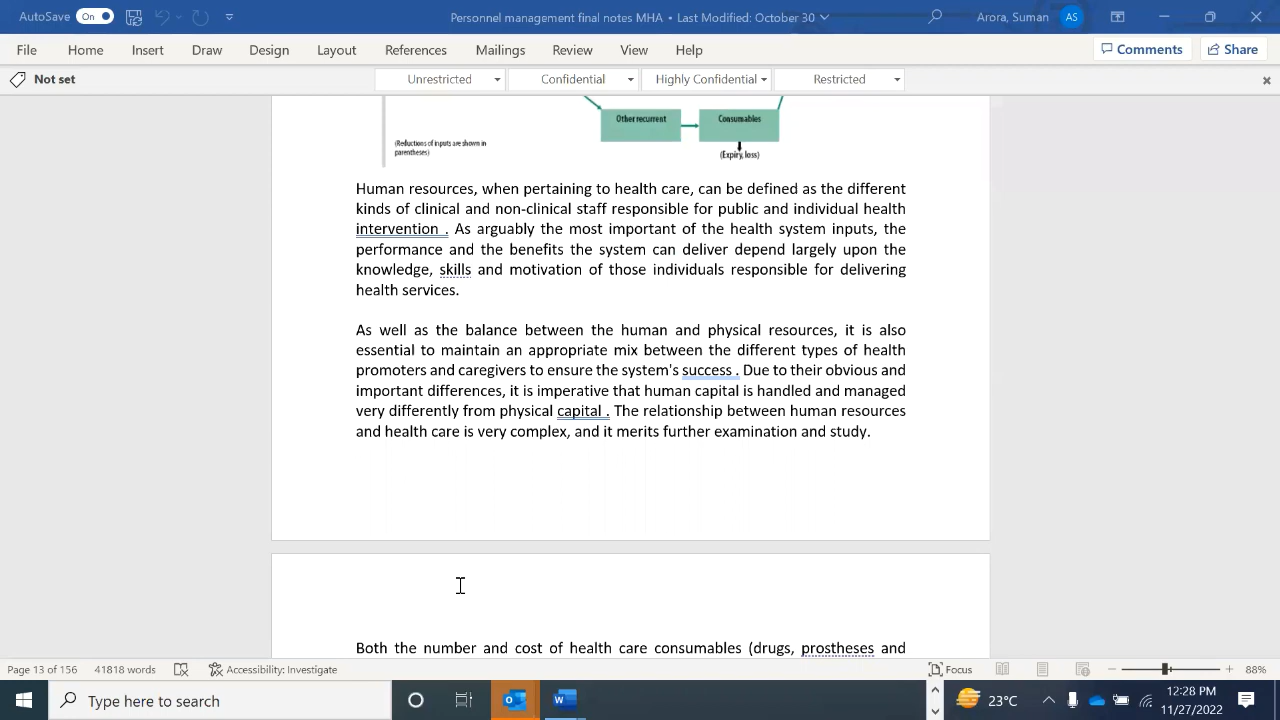 AutoSave On Personnel management final notes MHA • Last Modified: October 30 Arora, Suman AS
File Home Insert Draw Design Layout References Mailings Review View Help Comments Share
Not set Unrestricted Confidential Highly Confidential Restricted
Other recurrent Consumables
(Reductions of inputs are shown in
parentheses)
(Expiry, loss)
Human resources, when pertaining to health care, can be defined as the different
kinds of clinical and non-clinical staff responsible for public and individual health
intervention . As arguably the most important of the health system inputs, the
performance and the benefits the system can deliver depend largely upon the
knowledge, skills and motivation of those individuals responsible for delivering
health services.
As well as the balance between the human and physical resources, it is also
essential to maintain an appropriate mix between the different types of health
promoters and caregivers to ensure the system's success . Due to their obvious and
important differences, it is imperative that human capital is handled and managed
very differently from physical capital . The relationship between human resources
and health care is very complex, and it merits further examination and study.
Both the number and cost of health care consumables (drugs, prostheses and
Page 13 of 156 41818 words Accessibility: Investigate Focus 88%
Type here to search 23°C 12:28 PM
11/27/2022